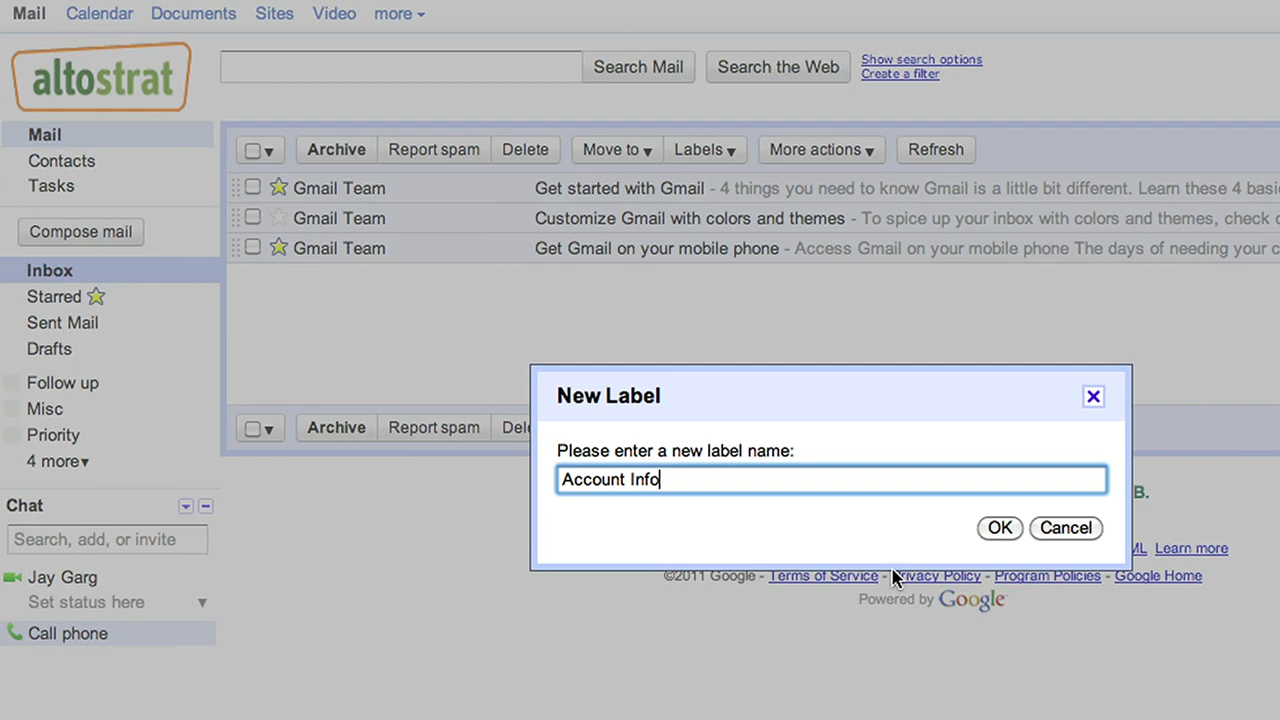 Mail Calendar Documents Sites Video more
altostrat
Search Mail Search the Web Show search options
Create a filter
Mail
Contacts
Tasks
Compose mail
Inbox
Starred
Sent Mail
Drafts
Follow up
Misc
Priority
4 more
Chat
Search, add, or invite
Jay Garg
Set status here
Call phone
Archive Report spam Delete Move to Labels More actions Refresh
Gmail Team Get started with Gmail - 4 things you need to know Gmail is a little bit different. Learn these 4 basi
Gmail Team Customize Gmail with colors and themes - To spice up your inbox with colors and themes, check
Gmail Team Get Gmail on your mobile phone - Access Gmail on your mobile phone The days of needing your
Archive Report spam Dele
New Label
Please enter a new label name:
Account Info
OK Cancel
B.
ML Learn more
©2011 Google - Terms of Service - Privacy Policy - Program Policies - Google Home
Powered by Google